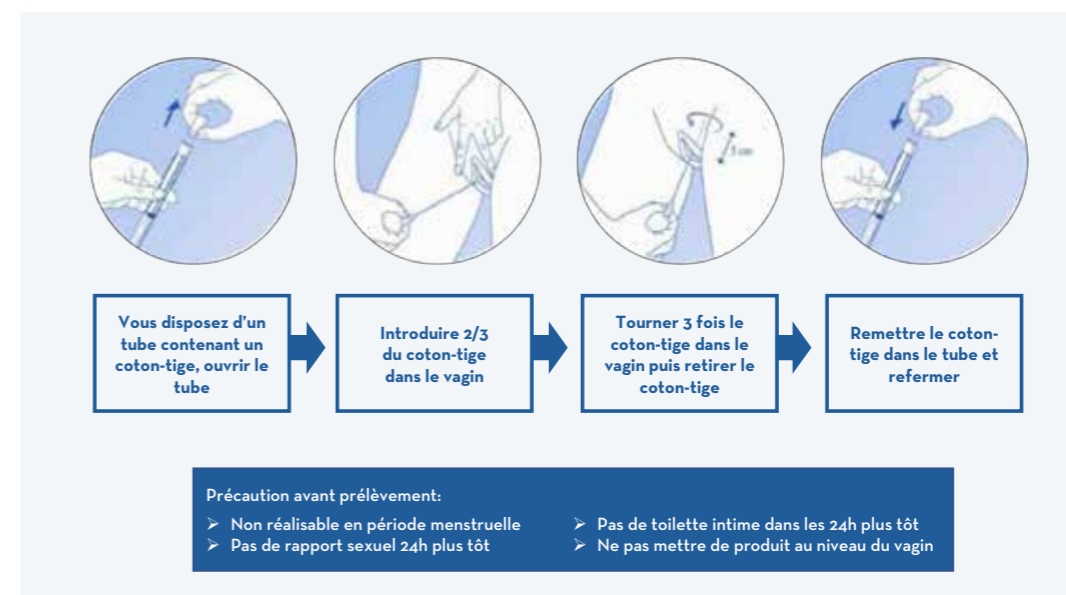 5 cm
Vous disposez d'un
tube contenant un
coton-tige, ouvrir le
tube
Introduire 2/3
du coton-tige
dans le vagin
Tourner 3 fois le
coton-tige dans le
vagin puis retirer le
coton-tige
Remettre le coton-
tige dans le tube et
refermer
Précaution avant prélèvement:
➢ Non réalisable en période menstruelle
➢ Pas de rapport sexuel 24h plus tôt
➢ Pas de toilette intime dans les 24h plus tôt
➢ Ne pas mettre de produit au niveau du vagin